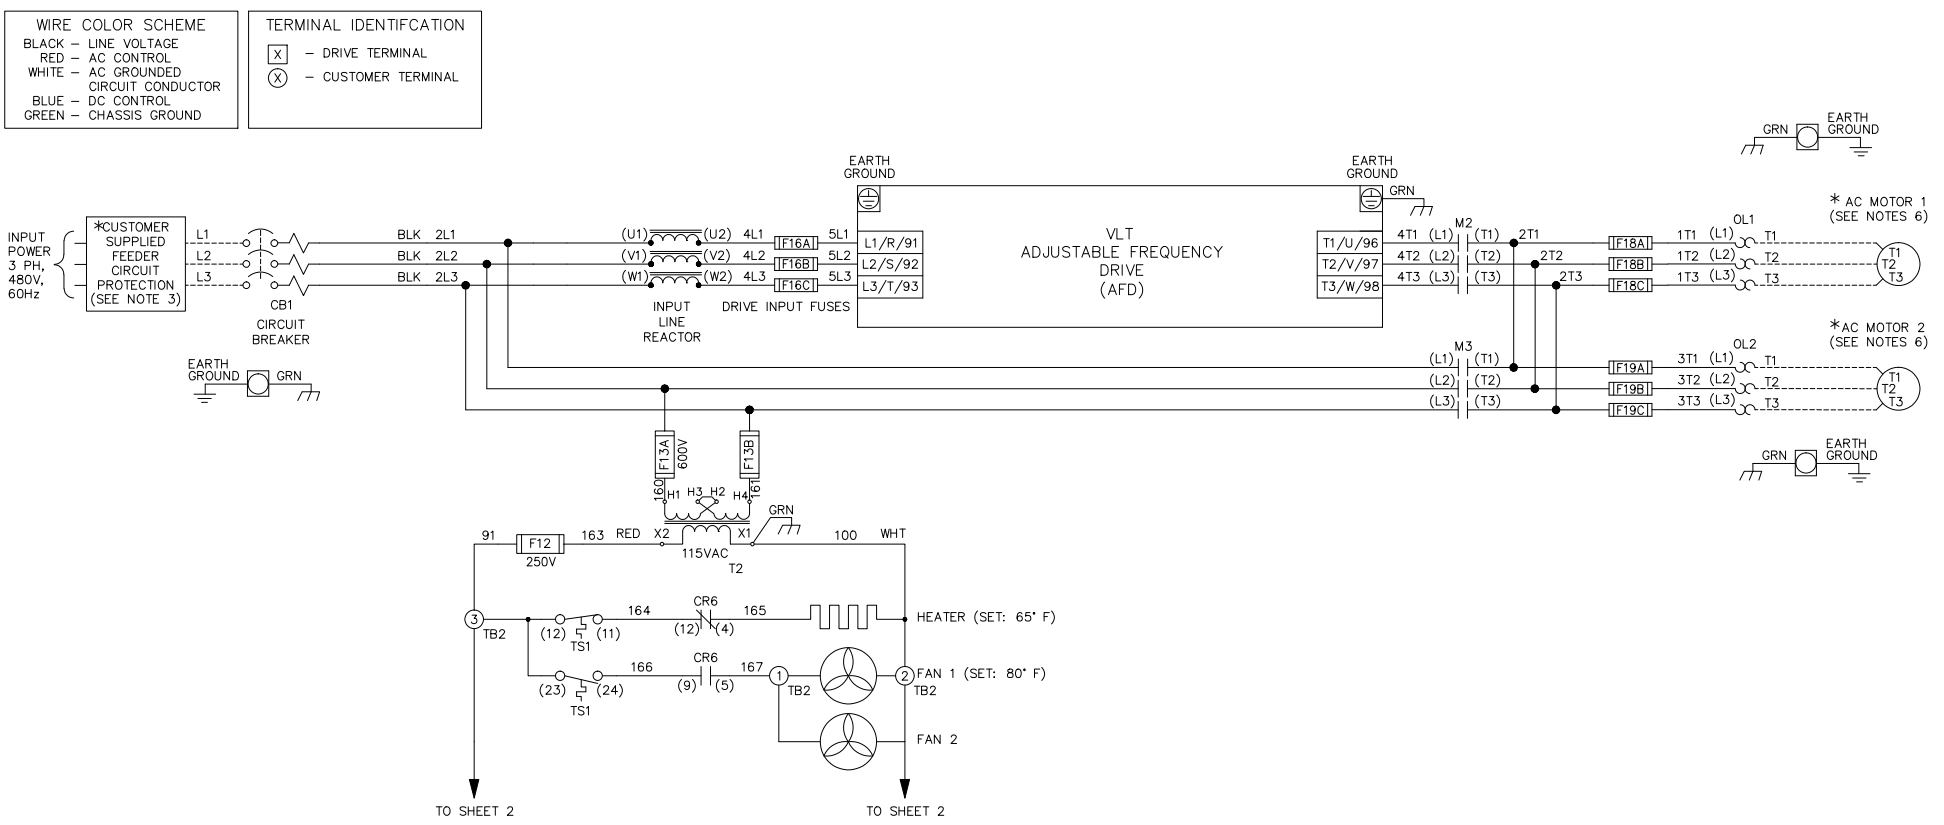 WIRE COLOR SCHEME
BLACK – LINE VOLTAGE
RED – AC CONTROL
WHITE – AC GROUNDED
CIRCUIT CONDUCTOR
BLUE – DC CONTROL
GREEN – CHASSIS GROUND
TERMINAL IDENTIFCATION
X – DRIVE TERMINAL
X – CUSTOMER TERMINAL
INPUT
POWER
3 PH,
480V,
60Hz
*CUSTOMER
SUPPLIED
FEEDER
CIRCUIT
PROTECTION
(SEE NOTE 3)
L1
L2
L3
CB1
CIRCUIT
BREAKER
EARTH
GROUND
GRN
BLK 2L1
BLK 2L2
BLK 2L3
(U1) (U2) 4L1 F16A 5L1
(V1) (V2) 4L2 F16B 5L2
(W1) (W2) 4L3 F16C 5L3
INPUT
LINE
REACTOR
DRIVE INPUT FUSES
EARTH
GROUND
L1/R/91
L2/S/92
L3/T/93
VLT
ADJUSTABLE FREQUENCY
DRIVE
(AFD)
EARTH
GROUND
GRN
T1/U/96
T2/V/97
T3/W/98
M2
4T1 (L1) (T1) 2T1 F18A 1T1 (L1) T1
4T2 (L2) (T2) 2T2 F18B 1T2 (L2) T2
4T3 (L3) (T3) 2T3 F18C 1T3 (L3) T3
OL1
T1
T2
T3
* AC MOTOR 1
(SEE NOTES 6)
GRN
EARTH
GROUND
M3
(L1) (T1) F19A 3T1 (L1) T1
(L2) (T2) F19B 3T2 (L2) T2
(L3) (T3) F19C 3T3 (L3) T3
OL2
T1
T2
T3
* AC MOTOR 2
(SEE NOTES 6)
GRN
EARTH
GROUND
F13A
600V
F13B
160
161
H1 H3 H2 H4
GRN
91 F12 163 RED X2 X1 100 WHT
250V
115VAC
T2
3
TB2
(12) (11)
TS1
164
CR6
(12) (4)
165
HEATER (SET: 65° F)
(23) (24)
TS1
166
CR6
(9) (5)
167
1
TB2
2
TB2
FAN 1 (SET: 80° F)
FAN 2
TO SHEET 2
TO SHEET 2